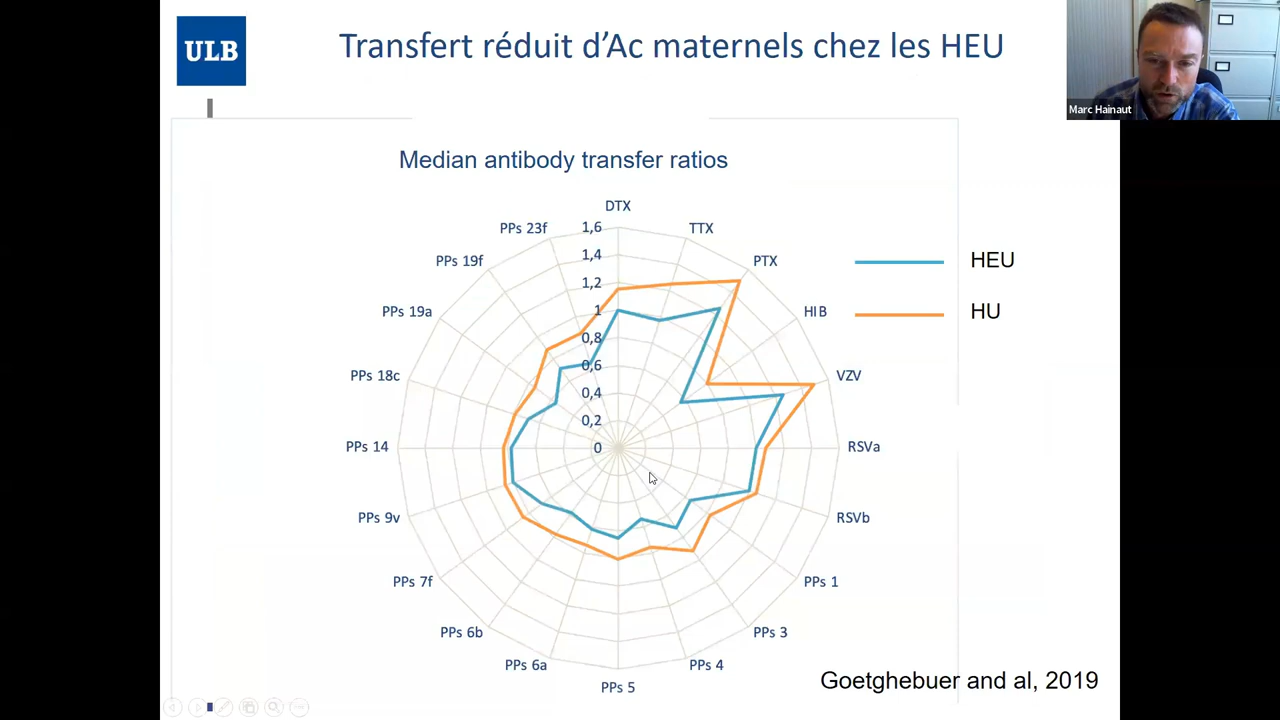 ULB
Transfert réduit d’Ac maternels chez les HEU
Marc Hainaut
Median antibody transfer ratios
DTX
TTX
PTX
HIB
VZV
RSVa
RSVb
PPs 1
PPs 3
PPs 4
PPs 5
PPs 6a
PPs 6b
PPs 7f
PPs 9v
PPs 14
PPs 18c
PPs 19a
PPs 19f
PPs 23f
1,6
1,4
1,2
1
0,8
0,6
0,4
0,2
0
HEU
HU
Goetghebuer and al, 2019